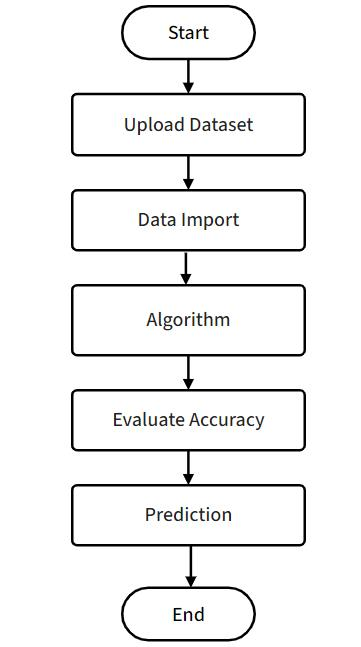 Start
Upload Dataset
Data Import
Algorithm
Evaluate Accuracy
Prediction
End